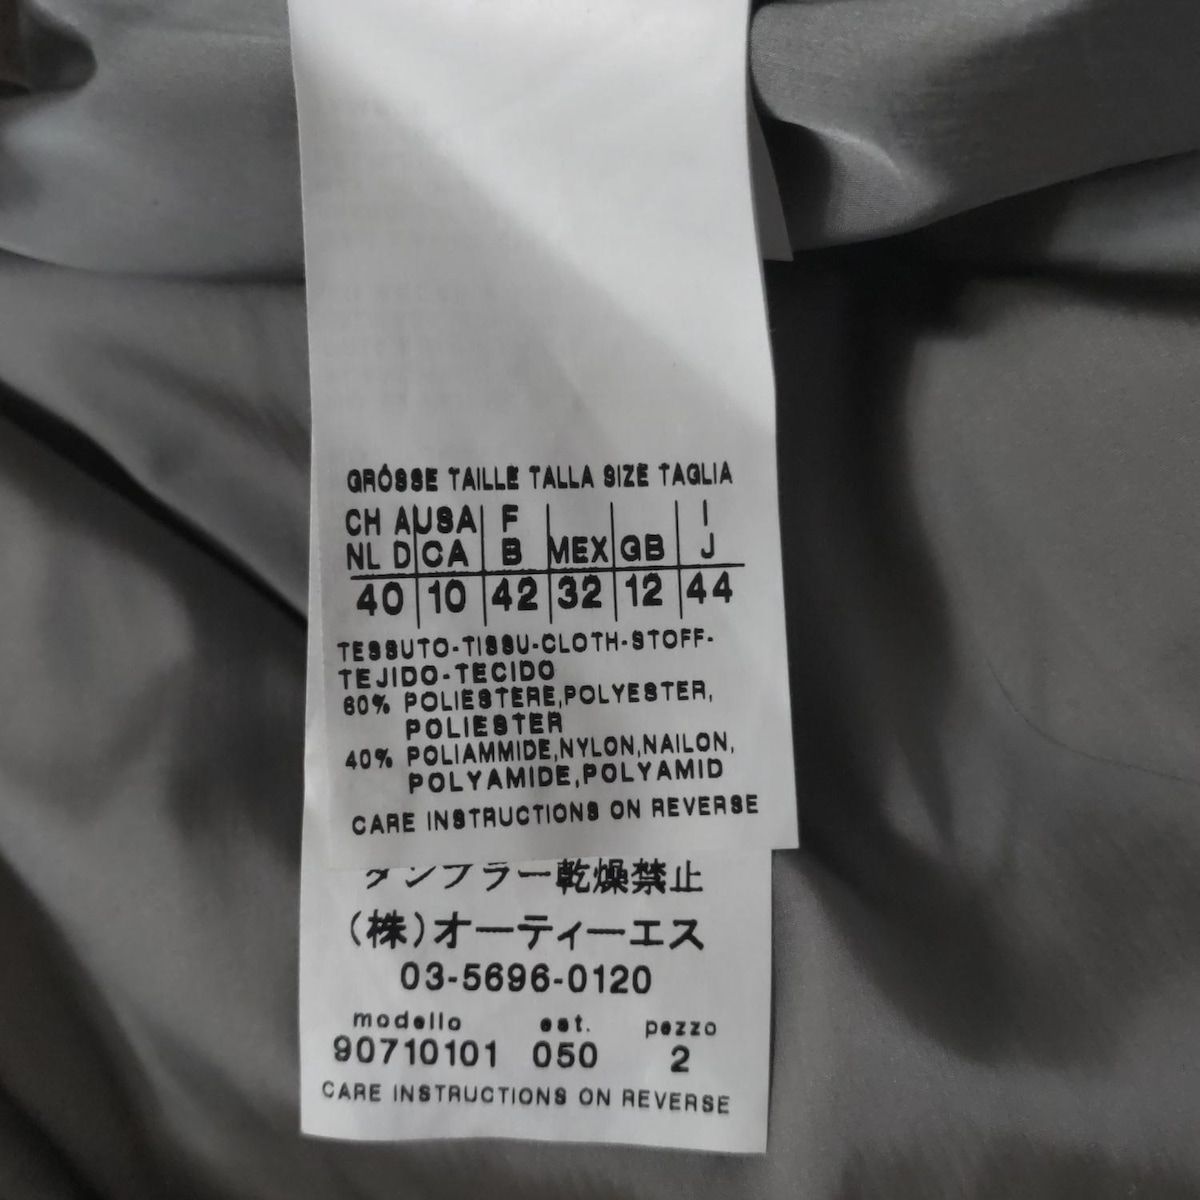 GRÖSSE TAILLE TALLA SIZE TAGLIA
CH A USA F I
NL D CA B MEX GB J
40 10 42 32 12 44
TESSUTO-TISSU-CLOTH-STOFF-
TEJIDO-TECIDO
60% POLIESTERE,POLYESTER,
POLIESTER
40% POLIAMMIDE,NYLON,NAILON,
POLYAMIDE,POLYAMID
CARE INSTRUCTIONS ON REVERSE
タンブラー乾燥禁止
(株)オーティーエス
03-5696-0120
modello est. pezzo
90710101 050 2
CARE INSTRUCTIONS ON REVERSE